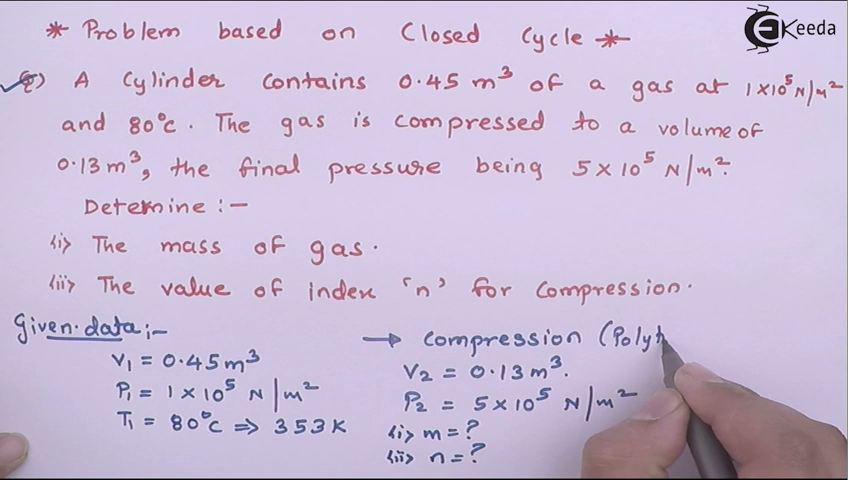 * Problem based on Closed Cycle *
EKeeda
Q) A Cylinder contains 0.45 m³ of a gas at 1×10⁵ N/m²
and 80°c. The gas is compressed to a volume of
0.13 m³, the final pressure being 5 × 10⁵ N/m².
Determine :-
(i) The mass of gas.
(ii) The value of index 'n' for compression.
Given data :-
V₁ = 0.45 m³
P₁ = 1 × 10⁵ N/m²
T₁ = 80°C ⇒ 353K
→ compression (Poly
V₂ = 0.13 m³.
P₂ = 5×10⁵ N/m²
(i) m = ?
(ii) n = ?